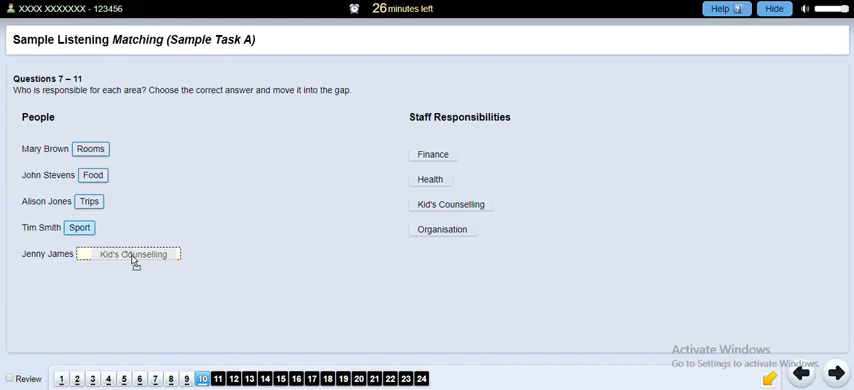 XXXX XXXXXXX - 123456
26 minutes left
Help ?
Hide
Sample Listening Matching (Sample Task A)
Questions 7 – 11
Who is responsible for each area? Choose the correct answer and move it into the gap.
People
Staff Responsibilities
Mary Brown Rooms
Finance
John Stevens Food
Health
Alison Jones Trips
Kid's Counselling
Tim Smith Sport
Organisation
Jenny James Kid's Counselling
Activate Windows
Go to Settings to activate Windows.
Review 1 2 3 4 5 6 7 8 9 10 11 12 13 14 15 16 17 18 19 20 21 22 23 24